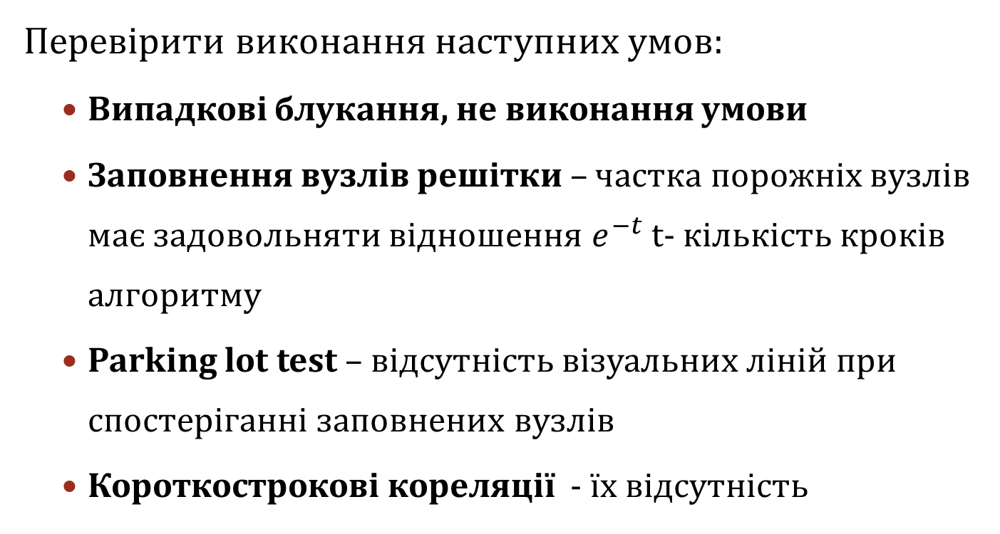 Перевірити виконання наступних умов:
• Випадкові блукання, не виконання умови
• Заповнення вузлів решітки – частка порожніх вузлів
має задовольняти відношення e⁻ᵗ t- кількість кроків
алгоритму
• Parking lot test – відсутність візуальних ліній при
спостеріганні заповнених вузлів
• Короткострокові кореляції - їх відсутність